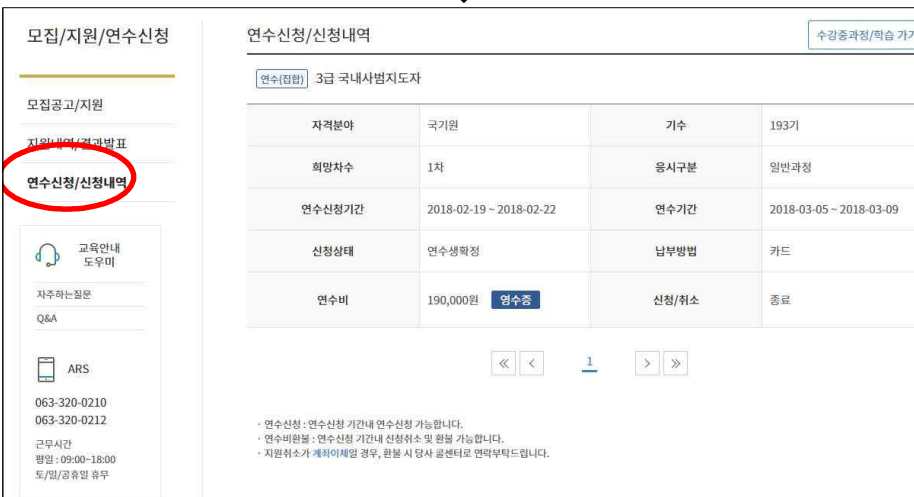 모집/지원/연수신청
모집공고/지원
지원내역/결과발표
연수신청/신청내역
교육안내
도우미
자주하는질문
Q&A
ARS
063-320-0210
063-320-0212
근무시간
평일 : 09:00~18:00
토/일/공휴일 휴무
연수신청/신청내역
수강중과정/학습 가기
연수(집합) 3급 국내사범지도자
자격분야 국기원 기수 193기
희망차수 1차 응시구분 일반과정
연수신청기간 2018-02-19 ~ 2018-02-22 연수기간 2018-03-05 ~ 2018-03-09
신청상태 연수생확정 납부방법 카드
연수비 190,000원 영수증 신청/취소 종료
« < 1 > »
· 연수신청 : 연수신청 기간내 연수신청 가능합니다.
· 연수비환불 : 연수신청 기간내 신청취소 및 환불 가능합니다.
· 지원취소가 계좌이체일 경우, 환불 시 당사 콜센터로 연락부탁드립니다.